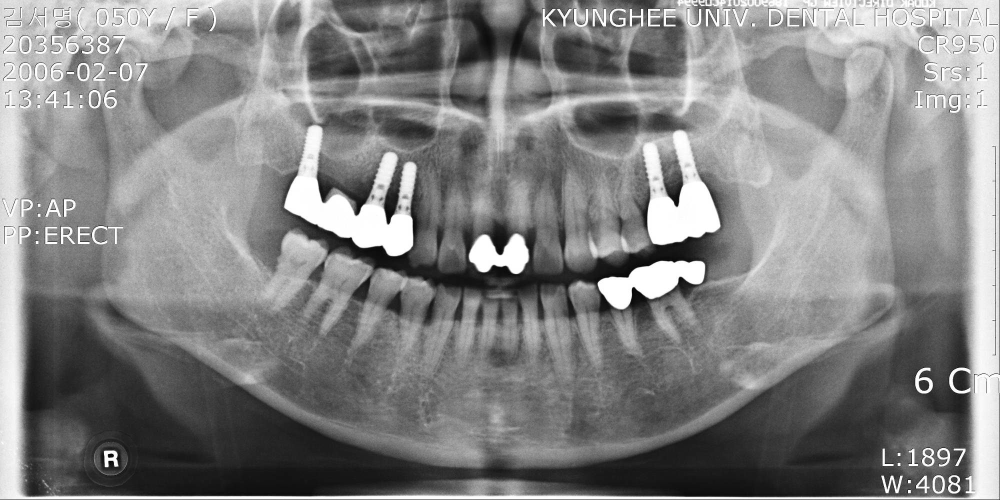 김서영( 050Y / F )
20356387
2006-02-07
13:41:06
VP:AP
PP:ERECT
KYUNGHEE UNIV. DENTAL HOSPITAL
CR950
Srs:1
Img:1
6 Cm
R
L:1897
W:4081